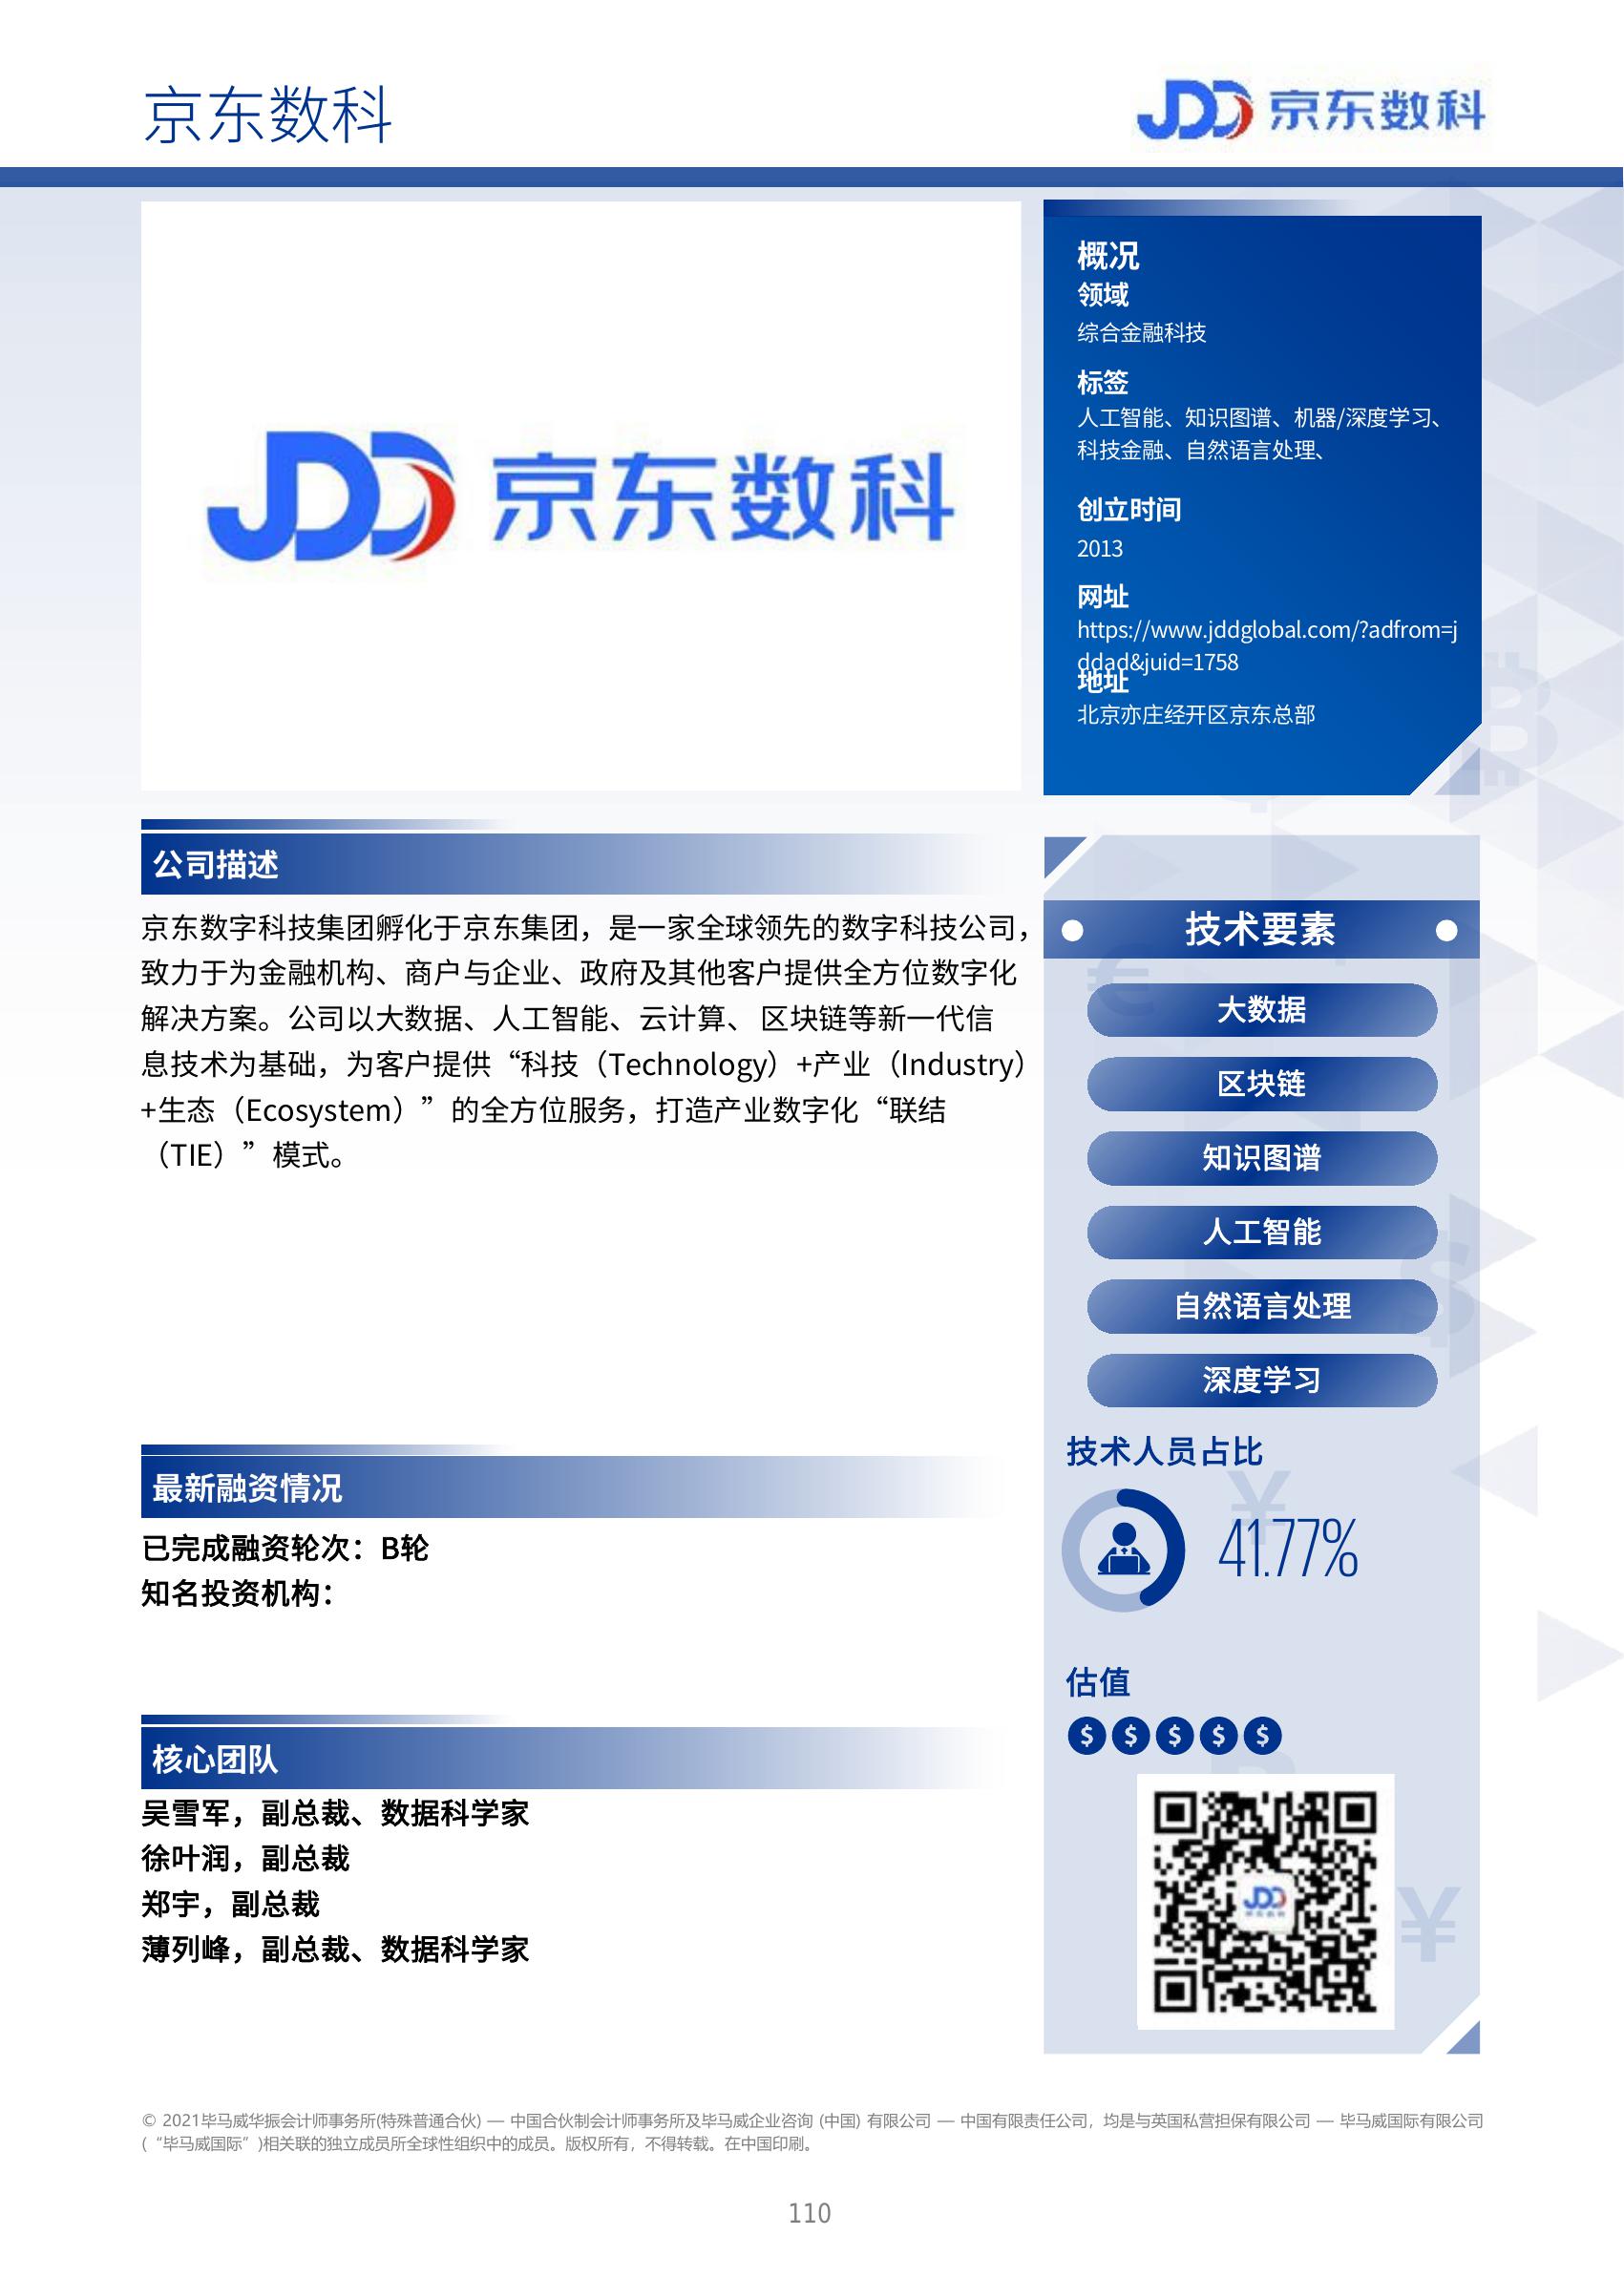 京东数科
JDD 京东数科
JDD 京东数科
概况
领域
综合金融科技
标签
人工智能、知识图谱、机器/深度学习、
科技金融、自然语言处理、
创立时间
2013
网址
https://www.jddglobal.com/?adfrom=j
ddad&juid=1758
地址
北京亦庄经开区京东总部
公司描述
京东数字科技集团孵化于京东集团，是一家全球领先的数字科技公司，
致力于为金融机构、商户与企业、政府及其他客户提供全方位数字化
解决方案。公司以大数据、人工智能、云计算、区块链等新一代信
息技术为基础，为客户提供“科技（Technology）+产业（Industry）
+生态（Ecosystem）”的全方位服务，打造产业数字化“联结
（TIE）”模式。
最新融资情况
已完成融资轮次：B轮
知名投资机构：
核心团队
吴雪军，副总裁、数据科学家
徐叶润，副总裁
郑宇，副总裁
薄列峰，副总裁、数据科学家
技术要素
大数据
区块链
知识图谱
人工智能
自然语言处理
深度学习
技术人员占比
41.77%
估值
$ $ $ $ $
JDD
© 2021毕马威华振会计师事务所(特殊普通合伙) — 中国合伙制会计师事务所及毕马威企业咨询 (中国) 有限公司 — 中国有限责任公司，均是与英国私营担保有限公司 — 毕马威国际有限公司
(“毕马威国际”)相关联的独立成员所全球性组织中的成员。版权所有，不得转载。在中国印刷。
110